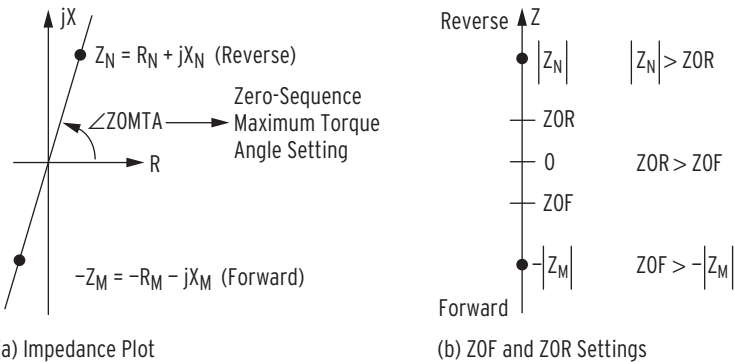 jX
Z_N = R_N + jX_N (Reverse)
∠Z0MTA
Zero-Sequence
Maximum Torque
Angle Setting
R
–Z_M = –R_M – jX_M (Forward)
a) Impedance Plot
Reverse
Z
|Z_N|
|Z_N| > Z0R
Z0R
0
Z0R > Z0F
Z0F
–|Z_M|
Z0F > –|Z_M|
Forward
(b) Z0F and Z0R Settings